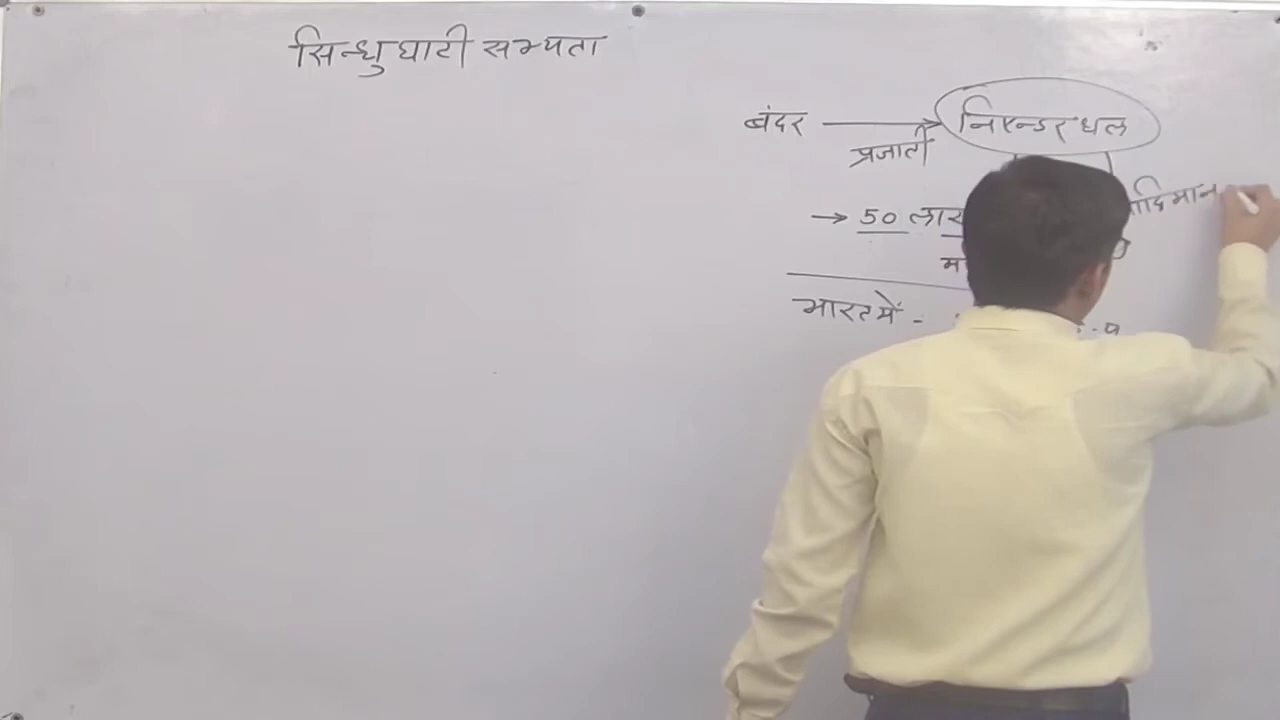 सिन्धु घाटी सभ्यता
बंदर → निएन्डरथल
प्रजाती
→ 50
भारत में -